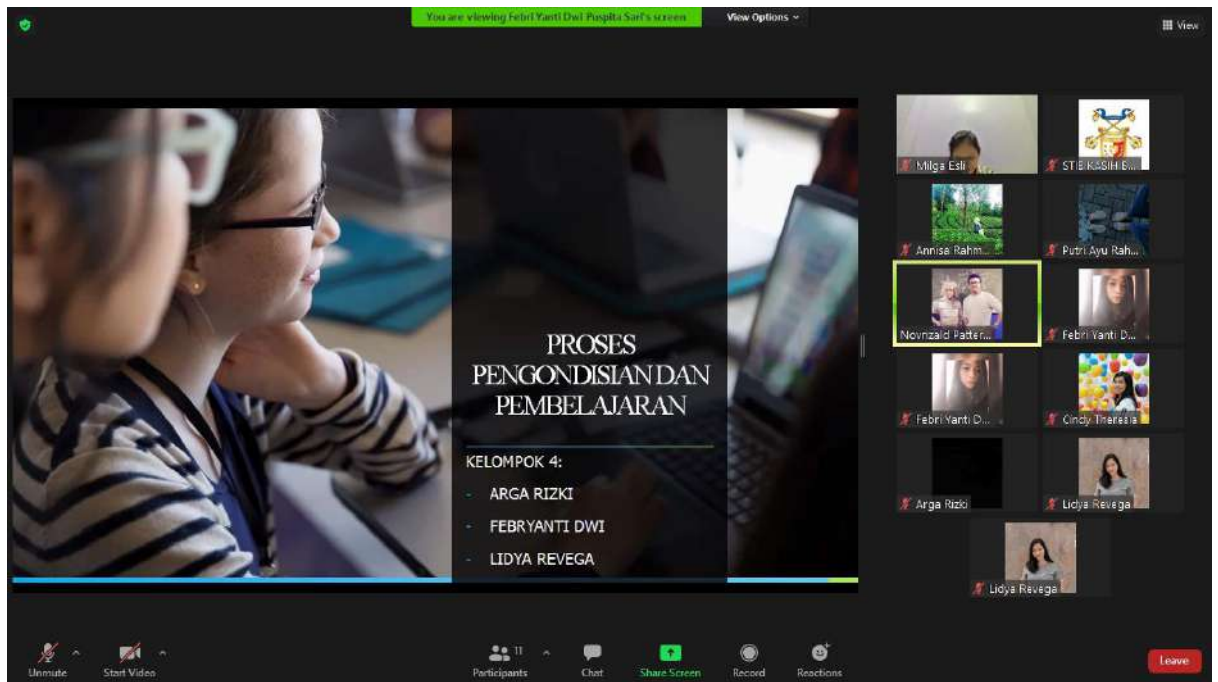 You are viewing Febri Yanti Dwi Puspita Sari's screen
View Options
View
PROSES
PENGONDISIAN DAN
PEMBELAJARAN
KELOMPOK 4:
- ARGA RIZKI
- FEBRYANTI DWI
- LIDYA REVEGA
Milga Esli
STIE KASIH B...
Annisa Rahm...
Putri Ayu Rah...
Novrizald Patter...
Febri Yanti D...
Febri Yanti D...
Cindy Theresia
Arga Rizki
Lidya Revega
Lidya Revega
Unmute
Start Video
Participants
11
Chat
Share Screen
Record
Reactions
Leave